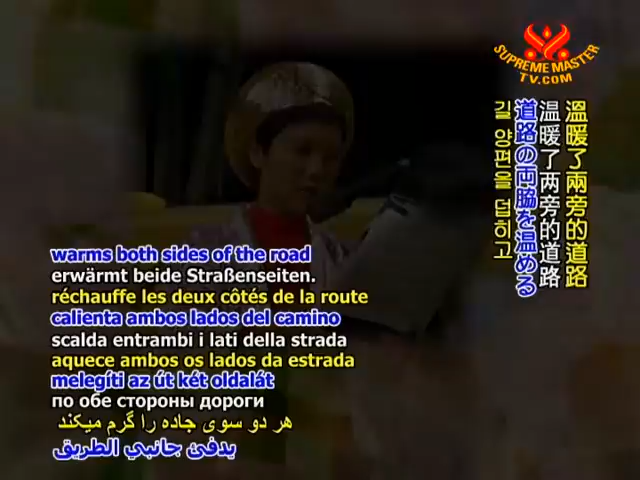 SUPREME MASTER
TV.COM
溫暖了兩旁的道路
温暖了两旁的道路
道路の両脇を温める
길 양편을 덥히고
warms both sides of the road
erwärmt beide Straßenseiten.
réchauffe les deux côtés de la route
calienta ambos lados del camino
scalda entrambi i lati della strada
aquece ambos os lados da estrada
melegíti az út két oldalát
по обе стороны дороги
هر دو سوی جاده را گرم میکند
يدفئ جانبي الطريق